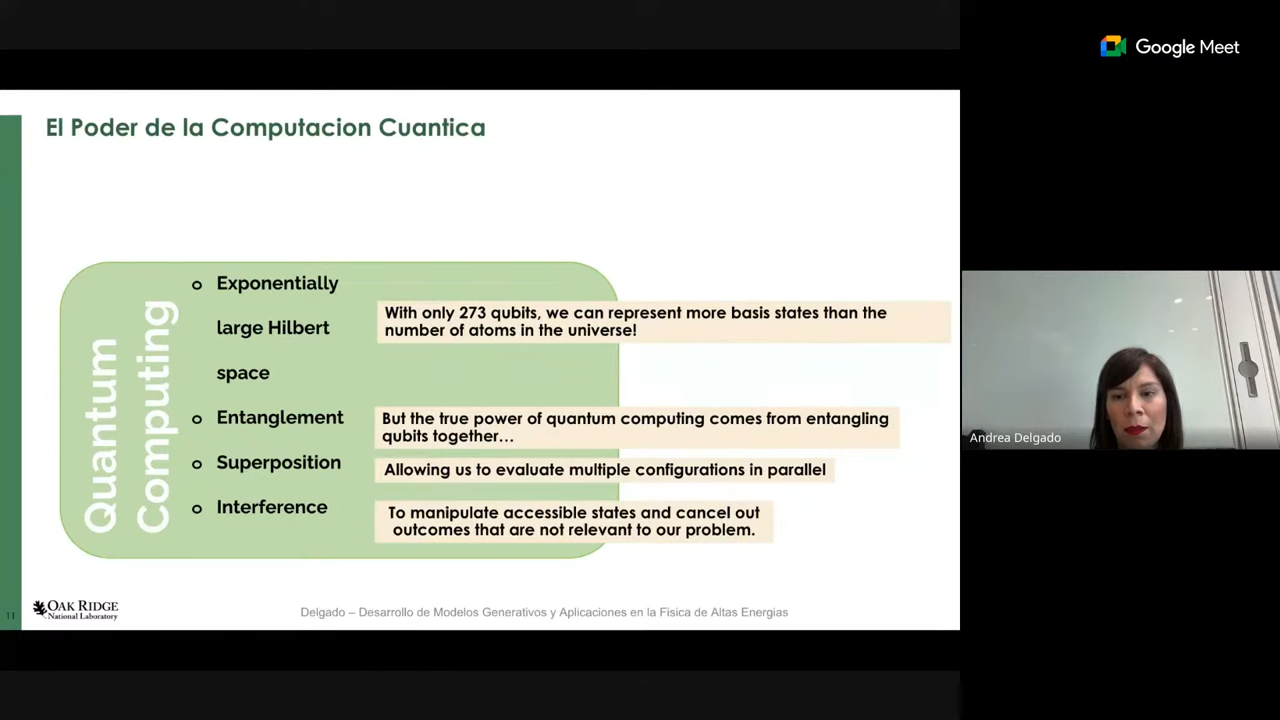 Google Meet
El Poder de la Computacion Cuantica
Quantum
Computing
o Exponentially
large Hilbert
space
With only 273 qubits, we can represent more basis states than the
number of atoms in the universe!
o Entanglement
But the true power of quantum computing comes from entangling
qubits together…
o Superposition
Allowing us to evaluate multiple configurations in parallel
o Interference
To manipulate accessible states and cancel out
outcomes that are not relevant to our problem.
Andrea Delgado
11
OAK RIDGE
National Laboratory
Delgado – Desarrollo de Modelos Generativos y Aplicaciones en la Fisica de Altas Energias